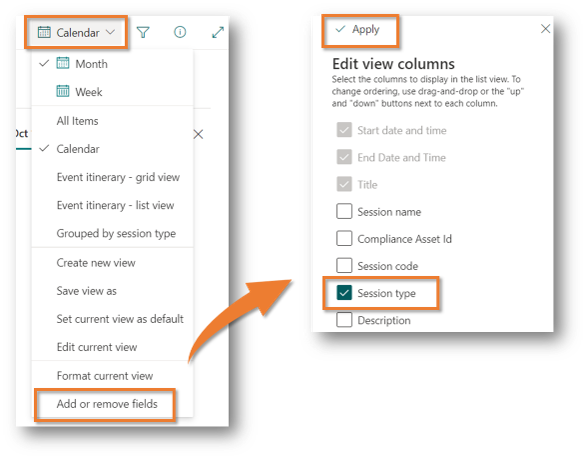 Calendar
Month
Week
All Items
Oct
Calendar
Event itinerary - grid view
Event itinerary - list view
Grouped by session type
Create new view
Save view as
Set current view as default
Edit current view
Format current view
Add or remove fields
Apply
Edit view columns
Select the columns to display in the list view. To
change ordering, use drag-and-drop or the "up"
and "down" buttons next to each column.
Start date and time
End Date and Time
Title
Session name
Compliance Asset Id
Session code
Session type
Description